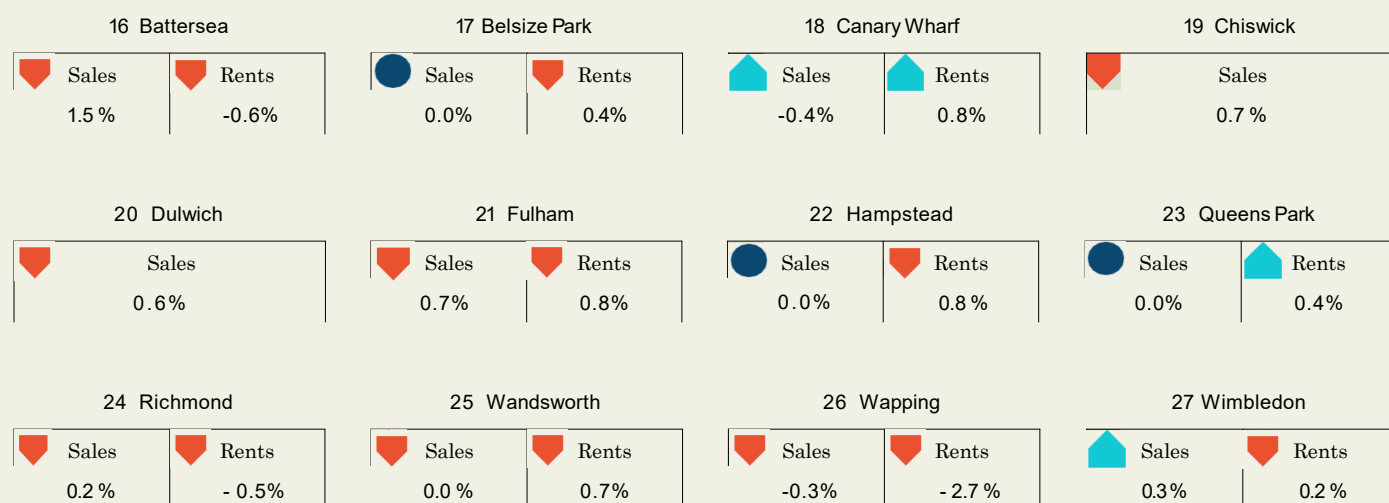 16 Battersea
17 Belsize Park
18 Canary Wharf
19 Chiswick
Sales Rents Sales Rents Sales Rents Sales
1.5 % -0.6% 0.0% 0.4% -0.4% 0.8% 0.7 %
20 Dulwich
21 Fulham
22 Hampstead
23 Queens Park
Sales Sales Rents Sales Rents Sales Rents
0.6% 0.7% 0.8% 0.0% 0.8 % 0.0% 0.4%
24 Richmond
25 Wandsworth
26 Wapping
27 Wimbledon
Sales Rents Sales Rents Sales Rents Sales Rents
0.2 % - 0.5% 0.0 % 0.7% -0.3% - 2.7 % 0.3% 0.2 %